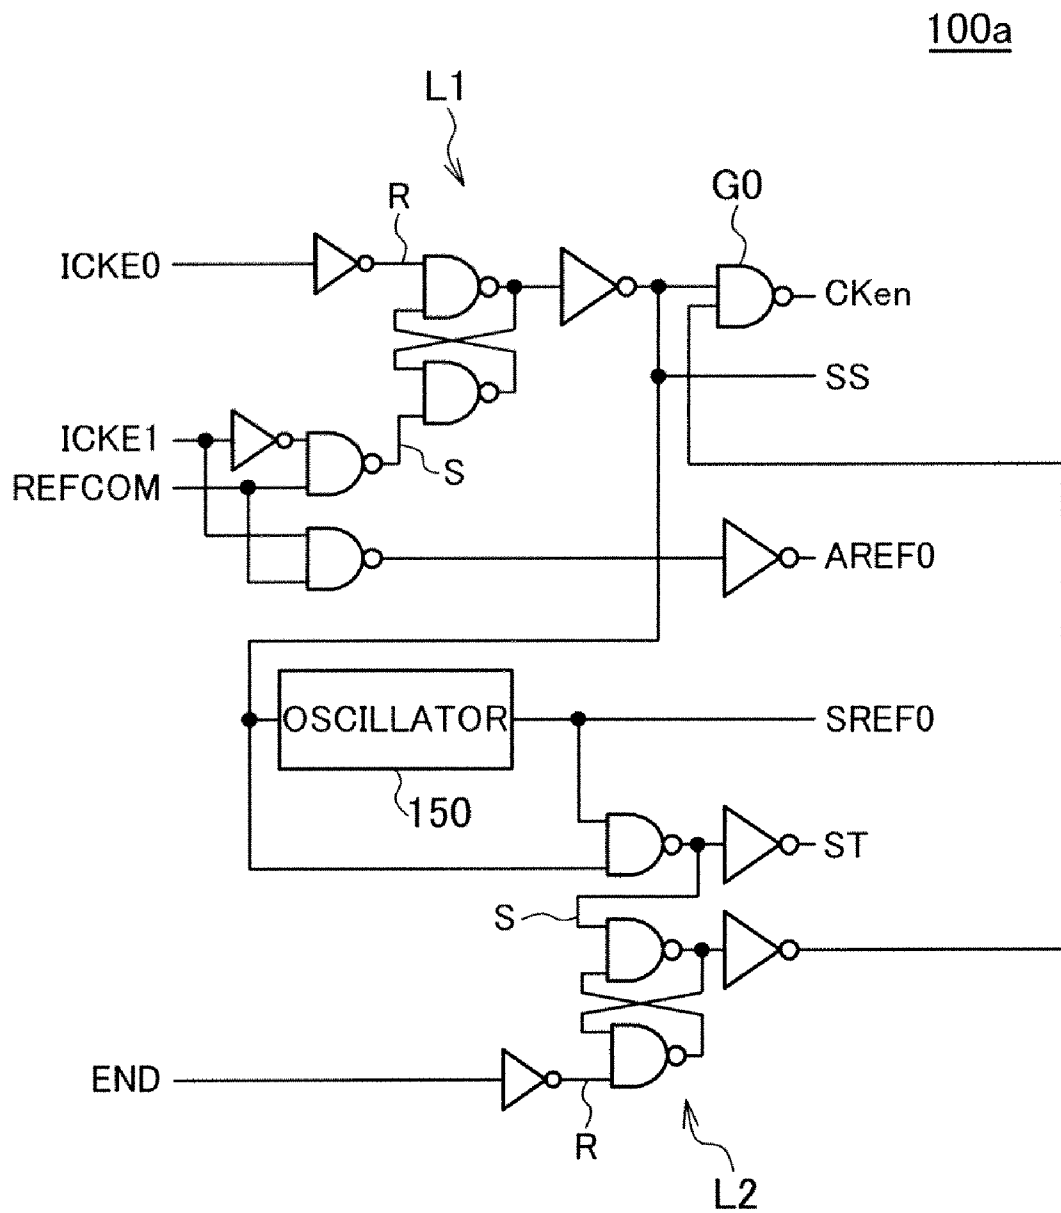 100a
L1
R
G0
ICKE0
CKen
SS
ICKE1
S
REFCOM
AREF0
OSCILLATOR
SREF0
150
ST
S
END
R
L2